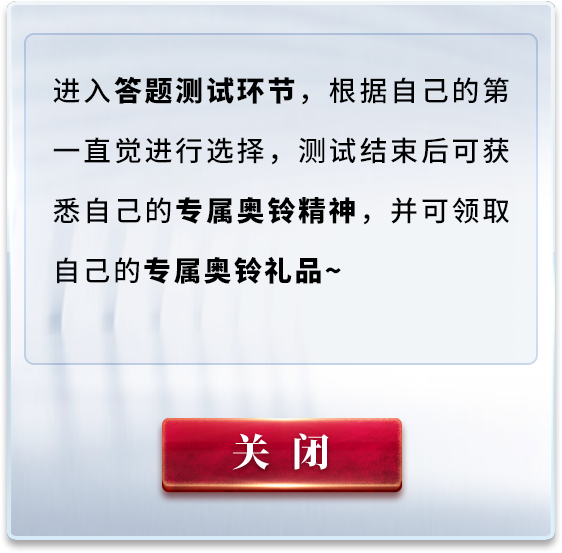 进入答题测试环节，根据自己的第
一直觉进行选择，测试结束后可获
悉自己的专属奥铃精神，并可领取
自己的专属奥铃礼品~
关闭